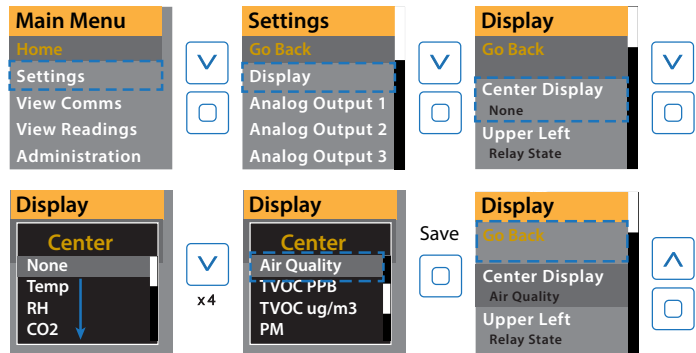 Main Menu
Home
Settings
View Comms
View Readings
Administration
Settings
Go Back
Display
Analog Output 1
Analog Output 2
Analog Output 3
Display
Go Back
Center Display
None
Upper Left
Relay State
Display
Center
None
Temp
RH
CO2
x4
Display
Center
Air Quality
TVOC PPB
TVOC ug/m3
PM
Save
Display
Go Back
Center Display
Air Quality
Upper Left
Relay State